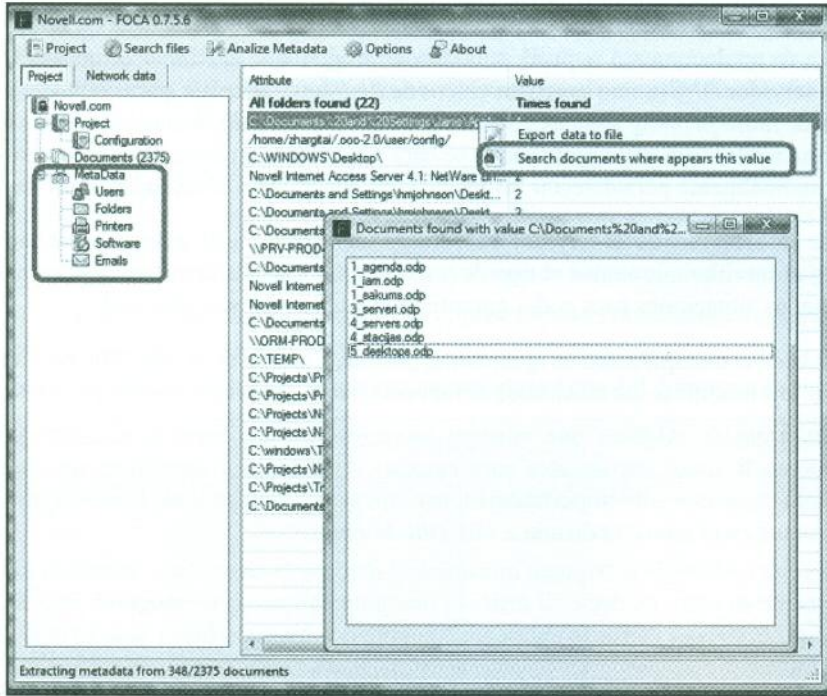 Novell.com - FOCA 0.7.5.6
Project Search files Analize Metadata Options About
Project Network data
Novell.com
Project
Configuration
Documents (2375)
MetaData
Users
Folders
Printers
Software
Emails
Attribute Value
All folders found (22) Times found
/home/zhargitai/.ooo-2.0/user/config/
C:\WINDOWS\Desktop\
Novell Internet Access Server 4.1: NetWare 2
C:\Documents and Settings\hmjohnson\Deskt... 2
C:\Documents and Settings\hmjohnson\Deskt... 2
C:\Documents
\\PRV-PROD
C:\Documents
Novell Internet
Novell Internet
C:\Documents
\\ORM-PROD
C:\TEMP\
C:\Projects\Pr
C:\Projects\Pr
C:\Projects\N
C:\Projects\N
C:\windows\T
C:\Projects\N
C:\Projects\Tr
C:\Documents
Export data to file
Search documents where appears this value
Documents found with value C:\Documents%20and%2...
1_agenda.odp
1_jam.odp
1_sakums.odp
3_serveri.odp
4_servers.odp
4_stacijas.odp
5_desktops.odp
Extracting metadata from 348/2375 documents